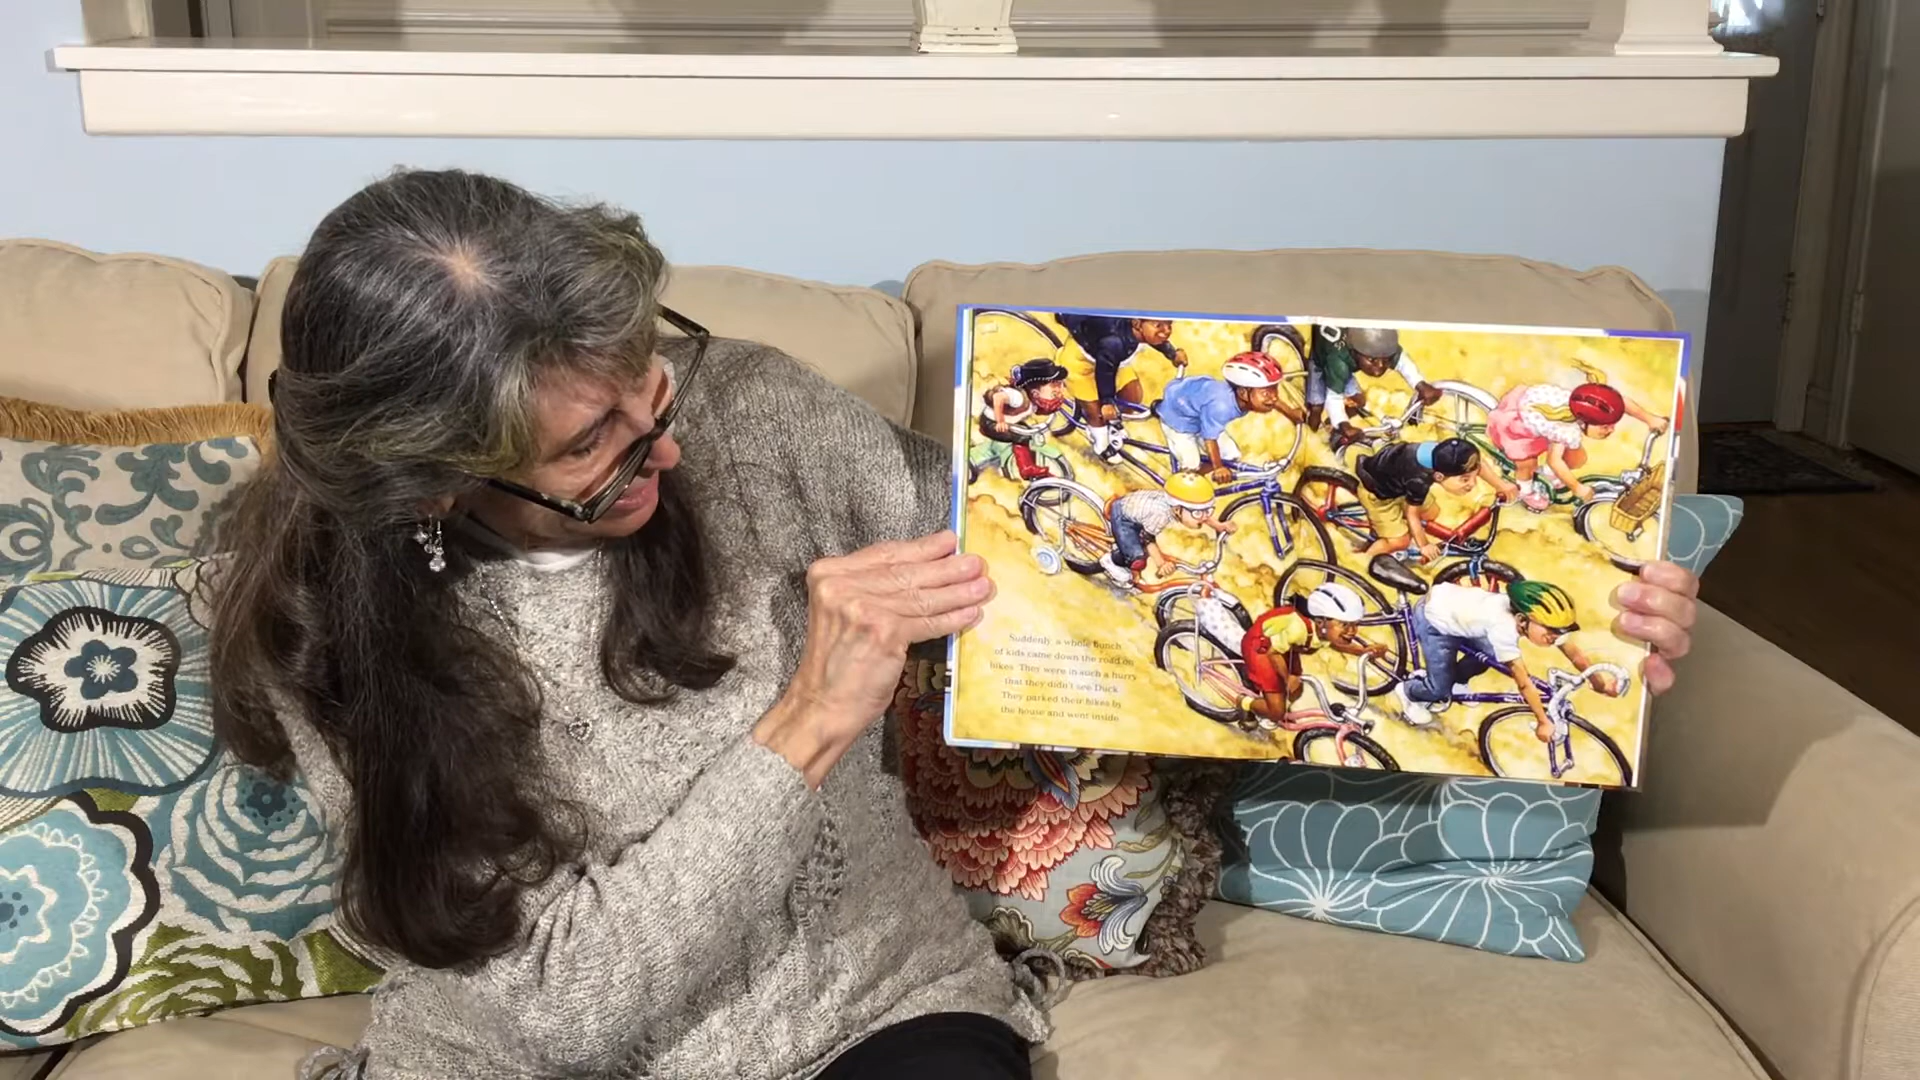 Suddenly, a whole bunch
of kids came down the road on
bikes. They were in such a hurry
that they didn't see Duck.
They parked their bikes by
the house and went inside.